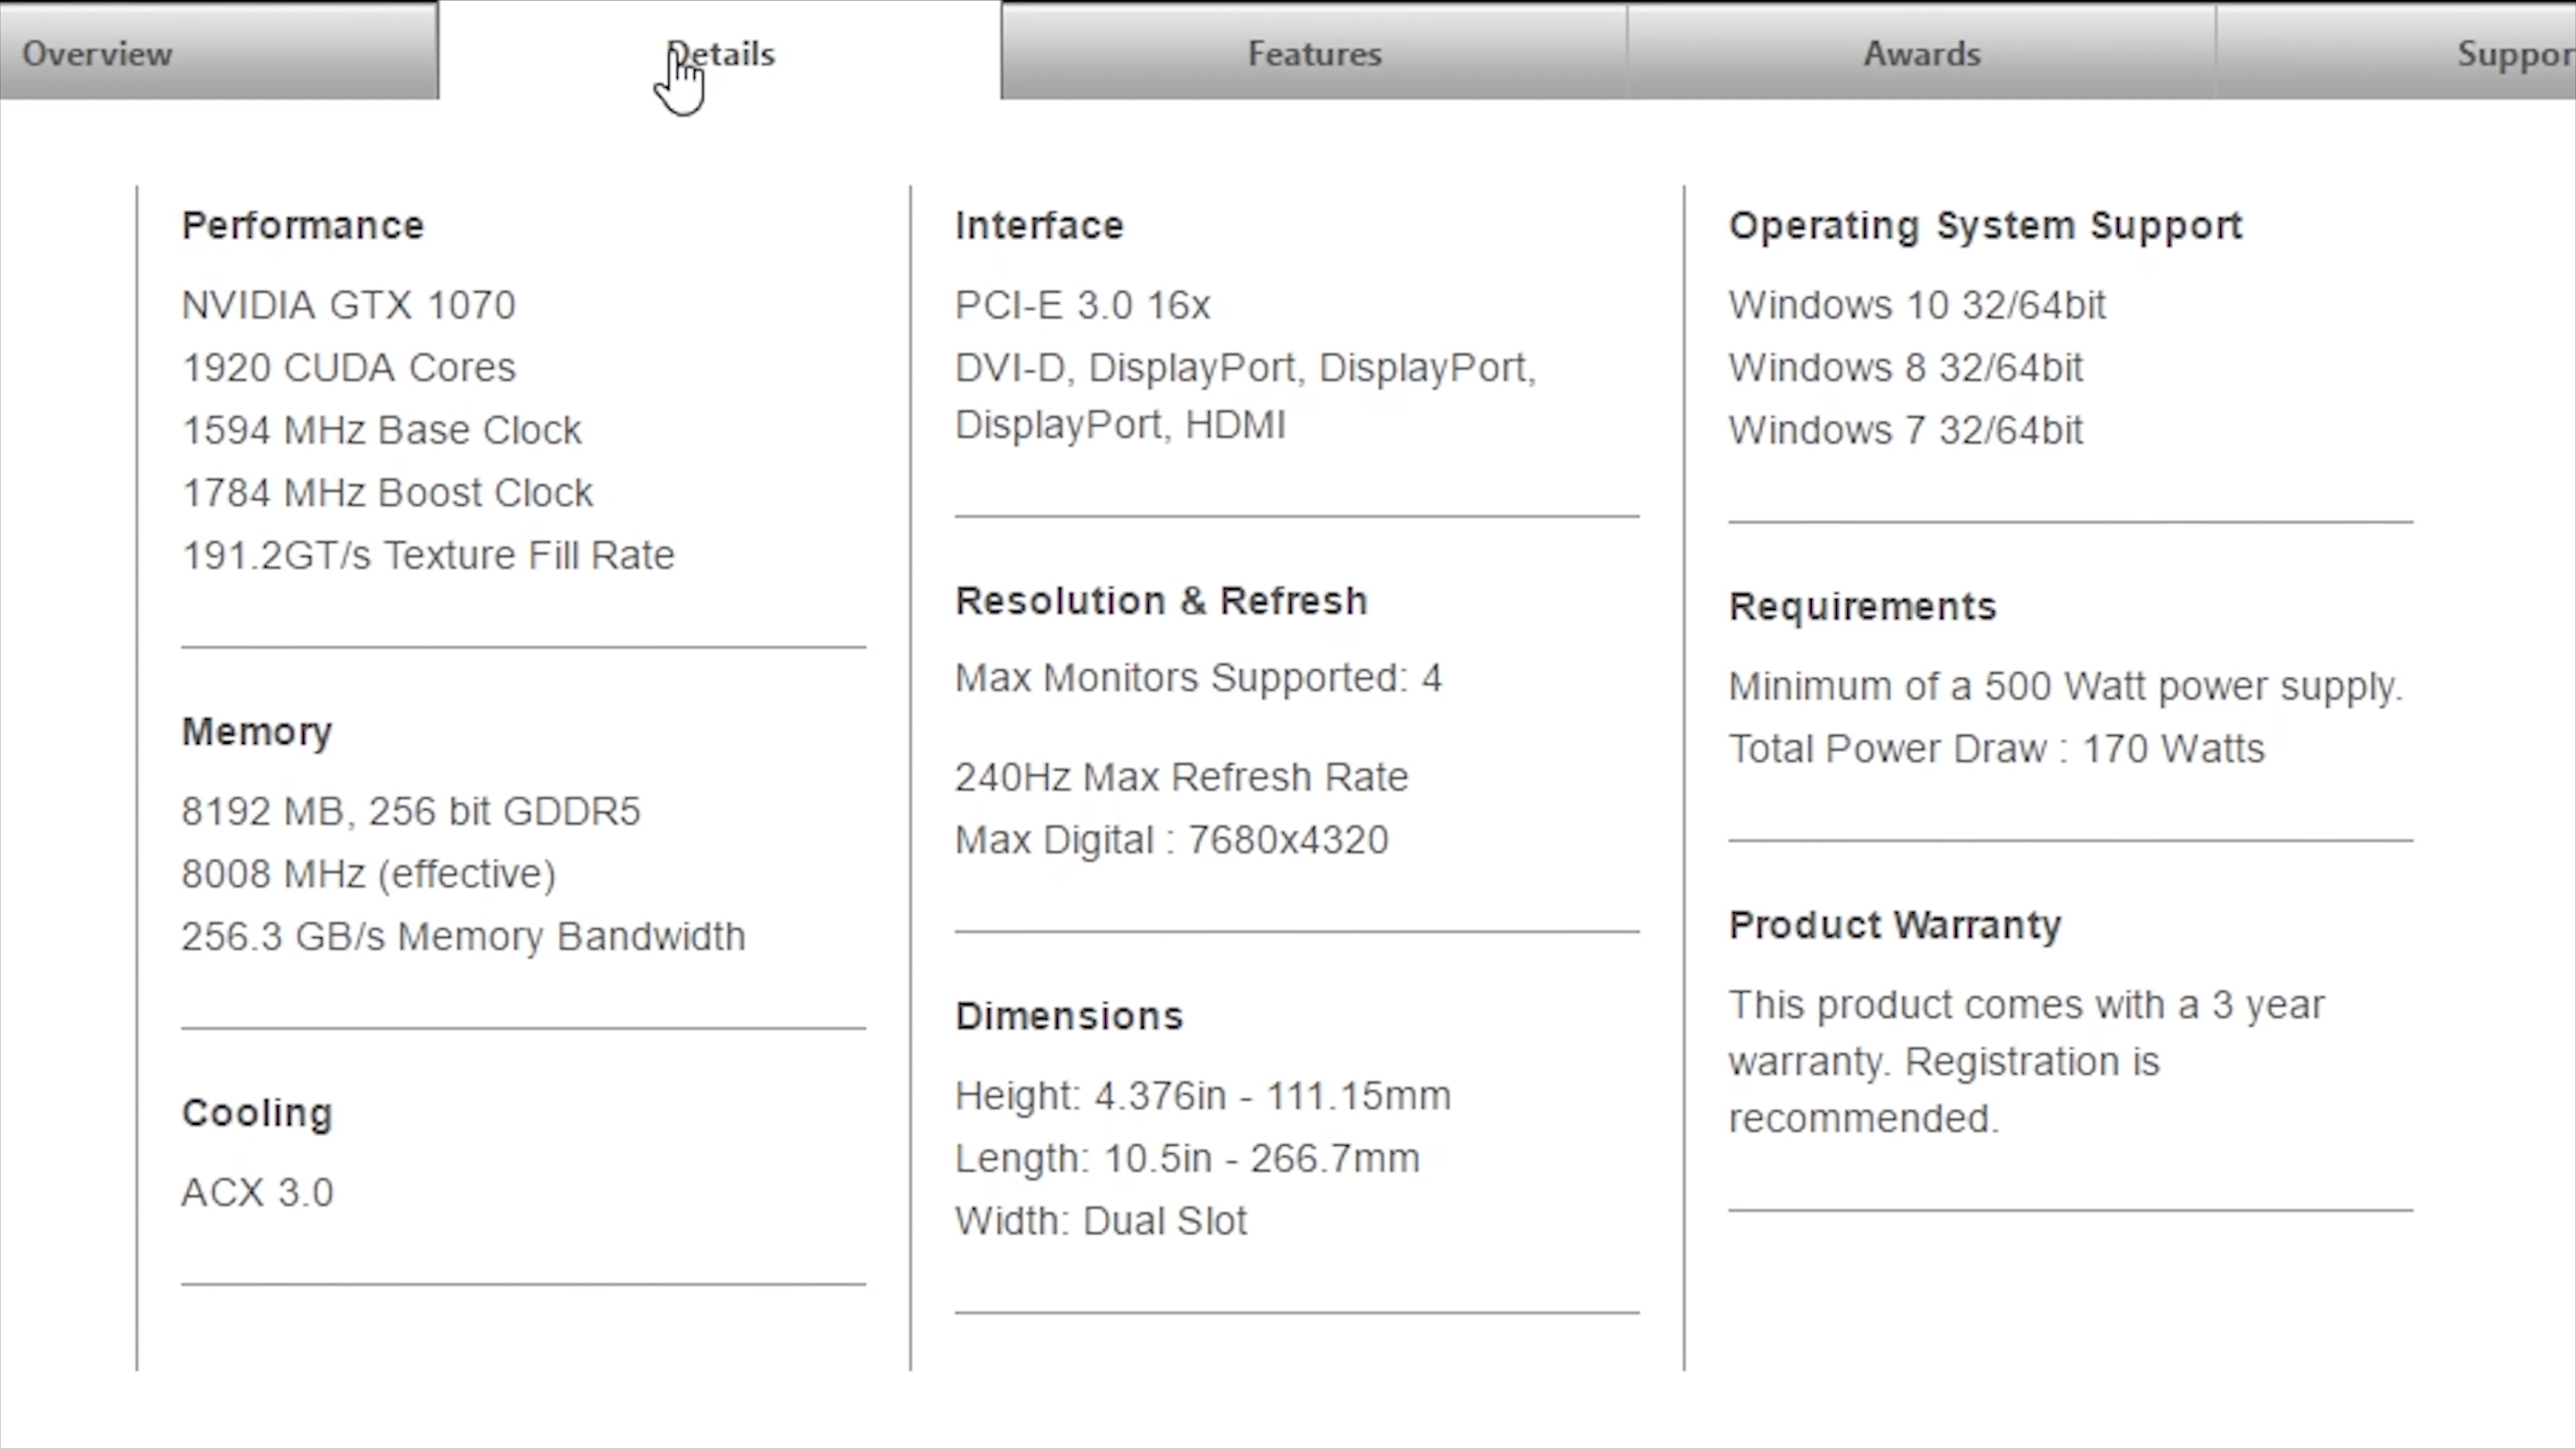 Overview
Details
Features
Awards
Suppor
Performance
NVIDIA GTX 1070
1920 CUDA Cores
1594 MHz Base Clock
1784 MHz Boost Clock
191.2GT/s Texture Fill Rate
Memory
8192 MB, 256 bit GDDR5
8008 MHz (effective)
256.3 GB/s Memory Bandwidth
Cooling
ACX 3.0
Interface
PCI-E 3.0 16x
DVI-D, DisplayPort, DisplayPort,
DisplayPort, HDMI
Resolution & Refresh
Max Monitors Supported: 4
240Hz Max Refresh Rate
Max Digital : 7680x4320
Dimensions
Height: 4.376in - 111.15mm
Length: 10.5in - 266.7mm
Width: Dual Slot
Operating System Support
Windows 10 32/64bit
Windows 8 32/64bit
Windows 7 32/64bit
Requirements
Minimum of a 500 Watt power supply.
Total Power Draw : 170 Watts
Product Warranty
This product comes with a 3 year
warranty. Registration is
recommended.